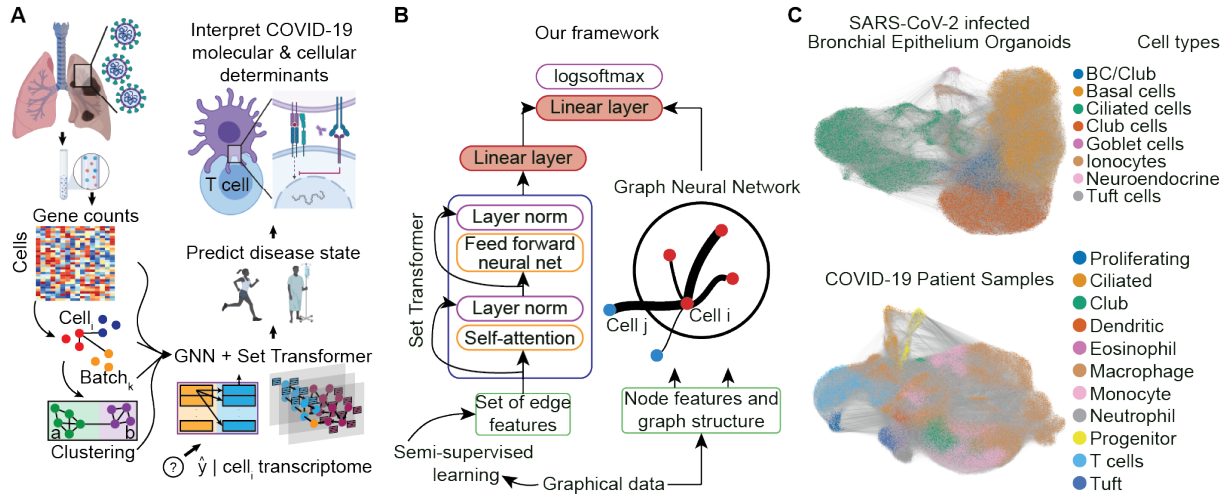 A
Interpret COVID-19
molecular & cellular
determinants
T cell
Gene counts
Cells
Predict disease state
Cell i
Batch k
GNN + Set Transformer
a
b
Clustering
? ŷ | cell i transcriptome
B
Our framework
logsoftmax
Linear layer
Linear layer
Graph Neural Network
Set Transformer
Layer norm
Feed forward
neural net
Layer norm
Self-attention
Cell j
Cell i
Set of edge
features
Node features and
graph structure
Semi-supervised
learning
Graphical data
C
SARS-CoV-2 infected
Bronchial Epithelium Organoids
Cell types
BC/Club
Basal cells
Ciliated cells
Club cells
Goblet cells
Ionocytes
Neuroendocrine
Tuft cells
COVID-19 Patient Samples
Proliferating
Ciliated
Club
Dendritic
Eosinophil
Macrophage
Monocyte
Neutrophil
Progenitor
T cells
Tuft